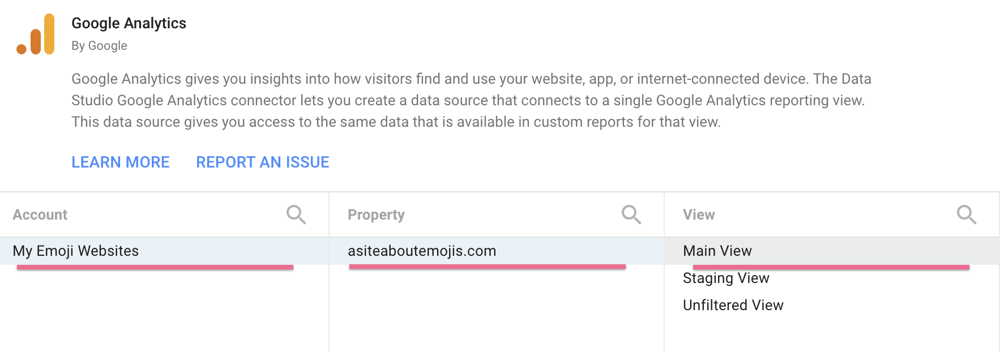 Google Analytics
By Google
Google Analytics gives you insights into how visitors find and use your website, app, or internet-connected device. The Data
Studio Google Analytics connector lets you create a data source that connects to a single Google Analytics reporting view.
This data source gives you access to the same data that is available in custom reports for that view.
LEARN MORE REPORT AN ISSUE
Account Property View
My Emoji Websites asiteaboutemojis.com Main View
Staging View
Unfiltered View